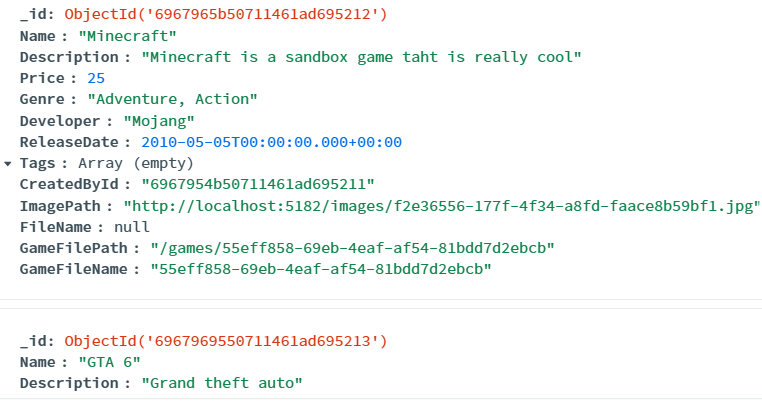 _id: ObjectId('6967965b50711461ad695212')
Name : "Minecraft"
Description : "Minecraft is a sandbox game taht is really cool"
Price : 25
Genre : "Adventure, Action"
Developer : "Mojang"
ReleaseDate : 2010-05-05T00:00:00.000+00:00
Tags : Array (empty)
CreatedById : "6967954b50711461ad695211"
ImagePath : "http://localhost:5182/images/f2e36556-177f-4f34-a8fd-faace8b59bf1.jpg"
FileName : null
GameFilePath : "/games/55eff858-69eb-4eaf-af54-81bdd7d2ebcb"
GameFileName : "55eff858-69eb-4eaf-af54-81bdd7d2ebcb"
_id: ObjectId('6967969550711461ad695213')
Name : "GTA 6"
Description : "Grand theft auto"